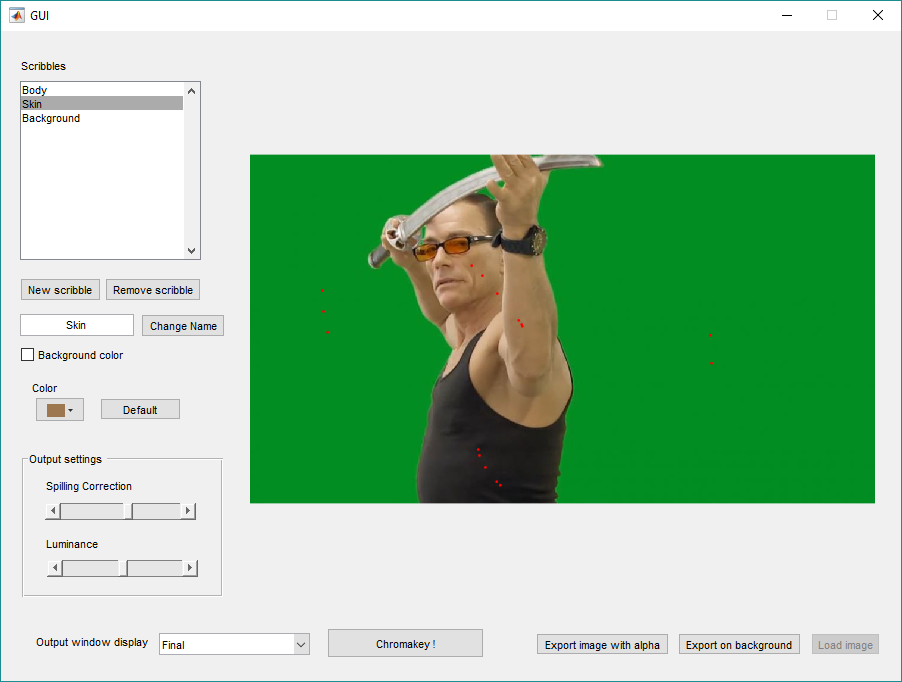 GUI
Scribbles
Body
Skin
Background
New scribble Remove scribble
Skin Change Name
Background color
Color
Default
Output settings
Spilling Correction
Luminance
Output window display Final Chromakey ! Export image with alpha Export on background Load image